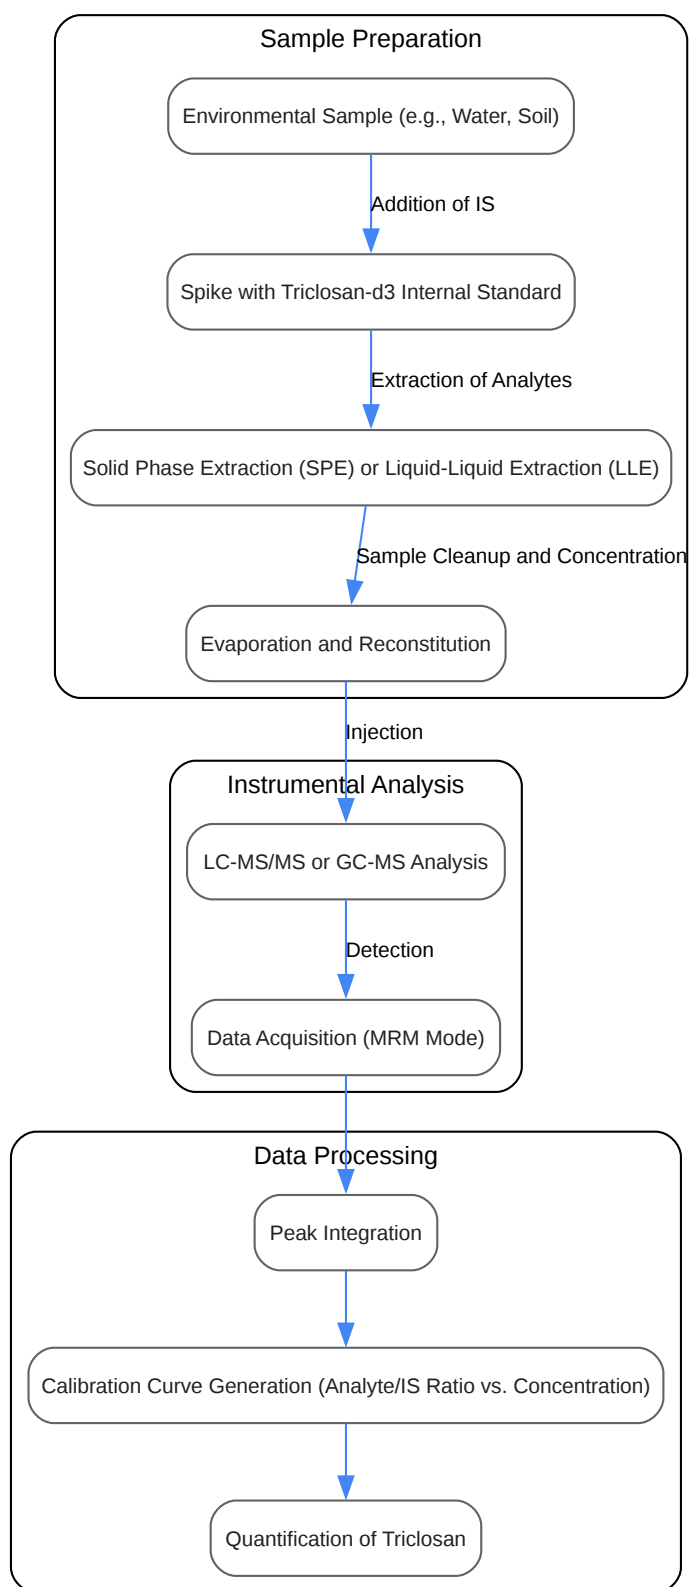 Sample Preparation
Environmental Sample (e.g., Water, Soil)
Addition of IS
Spike with Triclosan-d3 Internal Standard
Extraction of Analytes
Solid Phase Extraction (SPE) or Liquid-Liquid Extraction (LLE)
Sample Cleanup and Concentration
Evaporation and Reconstitution
Injection
Instrumental Analysis
LC-MS/MS or GC-MS Analysis
Detection
Data Acquisition (MRM Mode)
Data Processing
Peak Integration
Calibration Curve Generation (Analyte/IS Ratio vs. Concentration)
Quantification of Triclosan